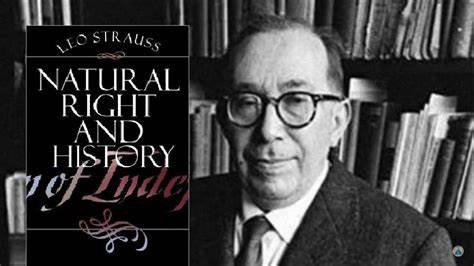 LEO STRAUSS
NATURAL
RIGHT
AND
HISTORY
n of Indep